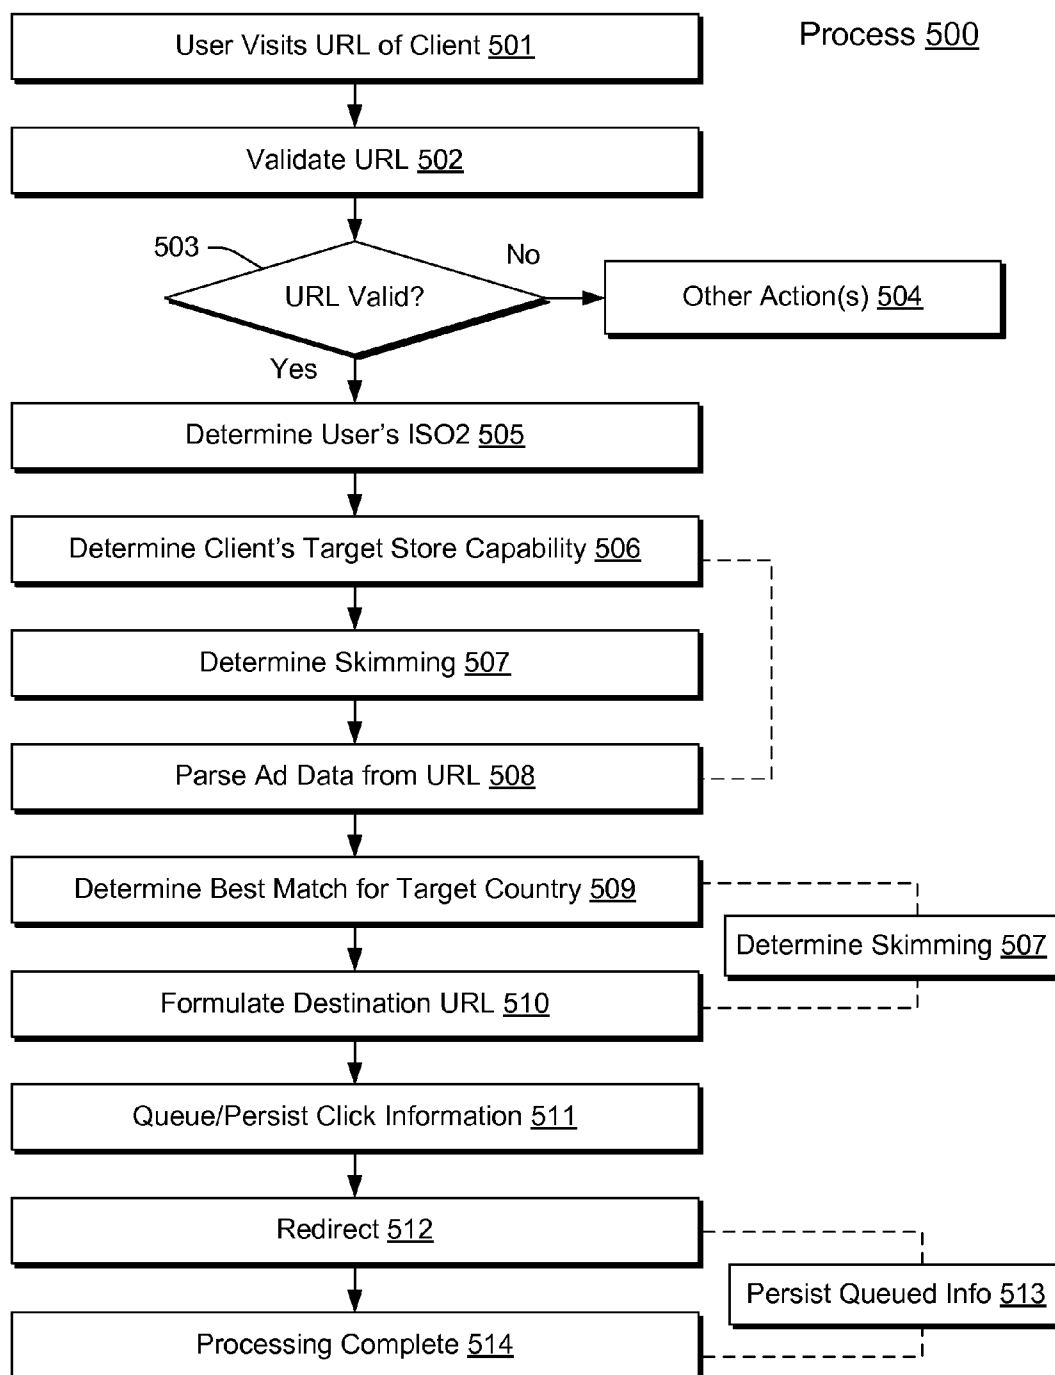 Process 500
User Visits URL of Client 501
Validate URL 502
503
URL Valid?
No
Other Action(s) 504
Yes
Determine User's ISO2 505
Determine Client's Target Store Capability 506
Determine Skimming 507
Parse Ad Data from URL 508
Determine Best Match for Target Country 509
Determine Skimming 507
Formulate Destination URL 510
Queue/Persist Click Information 511
Redirect 512
Persist Queued Info 513
Processing Complete 514